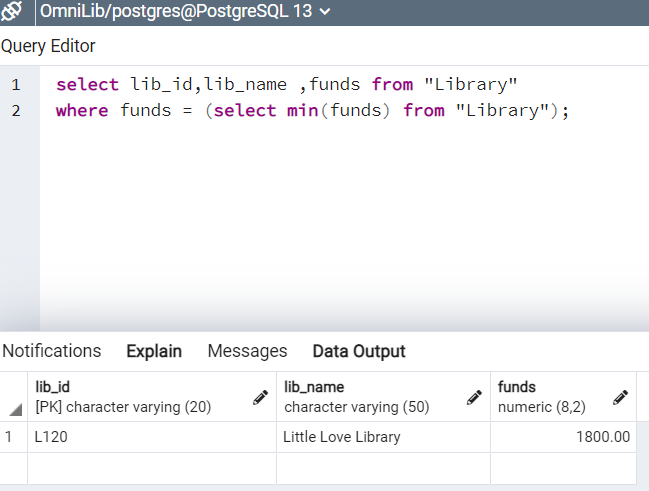 OmniLib/postgres@PostgreSQL 13
Query Editor
1 select lib_id,lib_name ,funds from "Library"
2 where funds = (select min(funds) from "Library");
Notifications Explain Messages Data Output
lib_id lib_name funds
[PK] character varying (20) character varying (50) numeric (8,2)
1 L120 Little Love Library 1800.00